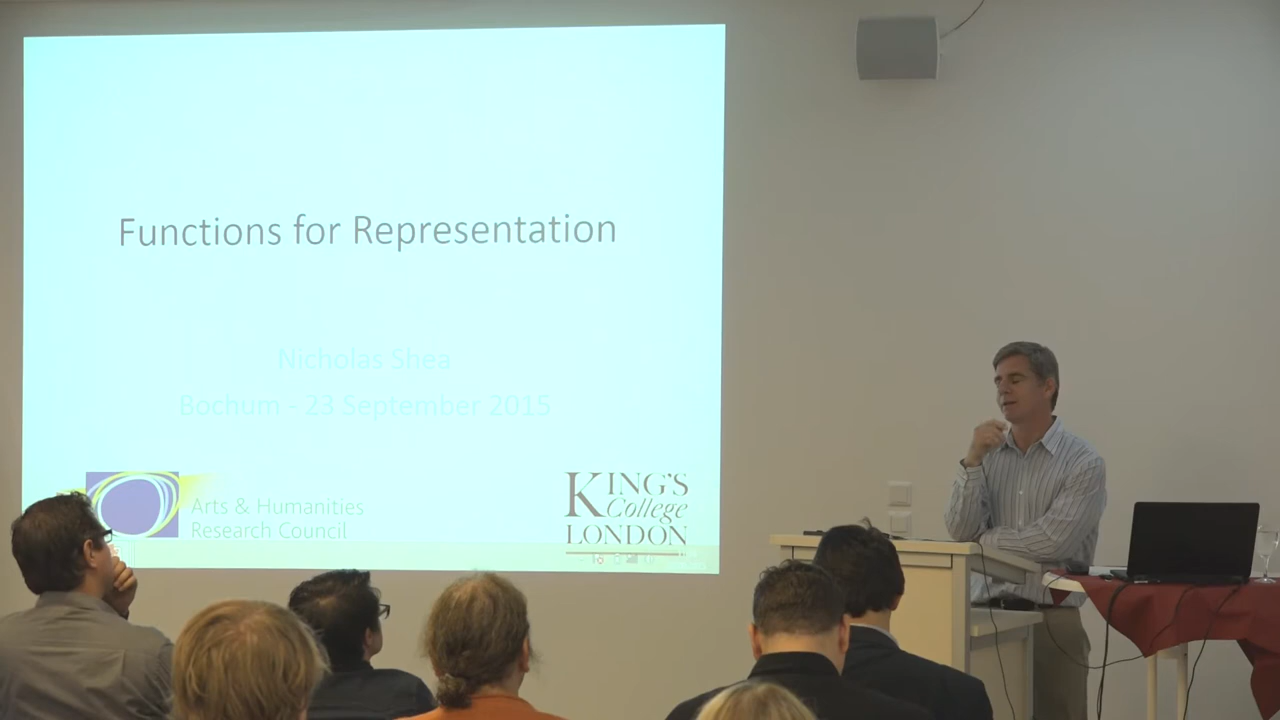 Functions for Representation
Nicholas Shea
Bochum - 23 September 2015
Arts & Humanities
Research Council
KING'S
College
LONDON